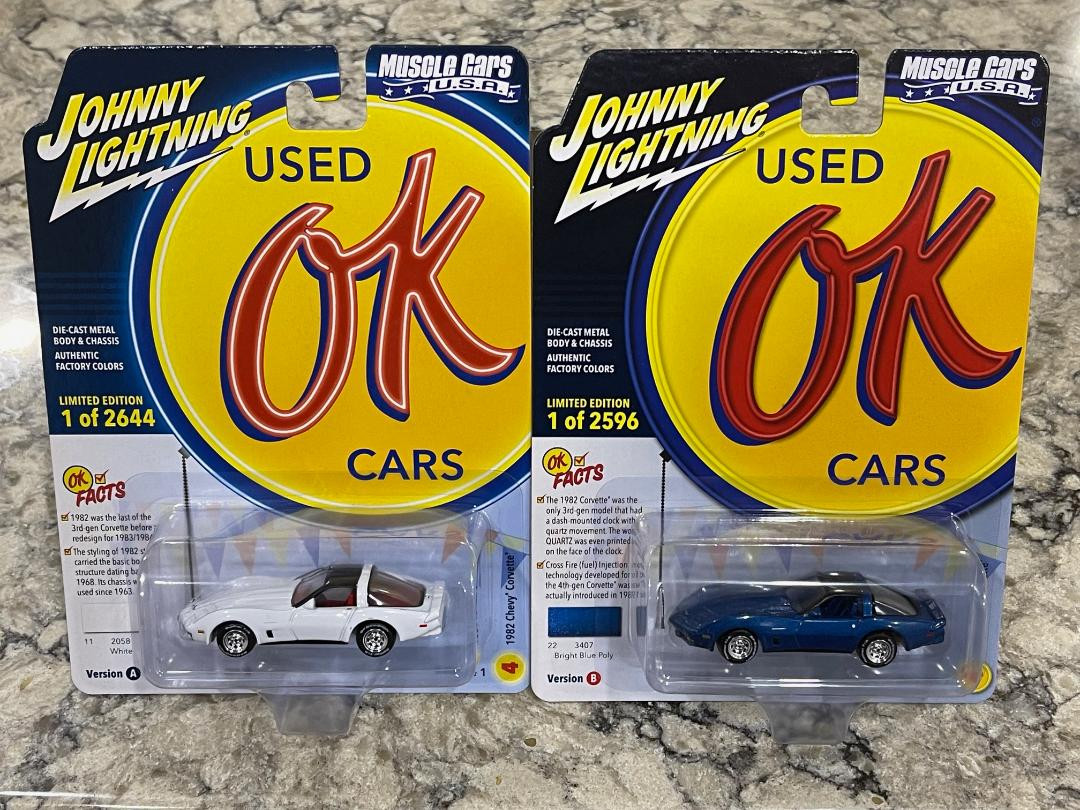 JOHNNY
LIGHTNING
MUSCLE CARS
U.S.A.
USED
OK
CARS
DIE-CAST METAL
BODY & CHASSIS
AUTHENTIC
FACTORY COLORS
LIMITED EDITION
1 of 2644
OK
FACTS
1982 was the last of the
3rd-gen Corvette before
redesign for 1983/198
The styling of 1982
carried the basic bo
structure dating ba
1968. Its chassis w
used since 1963.
11 2058
White
Version A
1982 Chevy Corvette®
1
4
JOHNNY
LIGHTNING
MUSCLE CARS
U.S.A.
USED
OK
CARS
DIE-CAST METAL
BODY & CHASSIS
AUTHENTIC
FACTORY COLORS
LIMITED EDITION
1 of 2596
OK
FACTS
The 1982 Corvette® was the
only 3rd-gen model that had
a dash-mounted clock with
quartz movement. The wo
QUARTZ was even printed
on the face of the clock.
Cross Fire (fuel) Injection
technology developed for
the 4th-gen Corvette® was
actually introduced in 198
22 3407
Bright Blue Poly
Version B